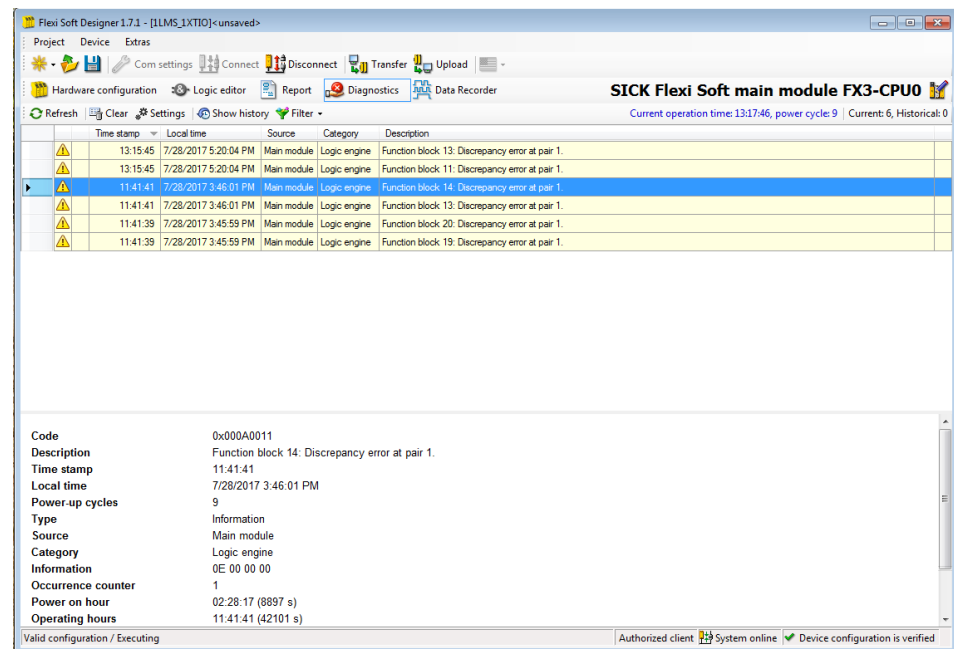 Flexi Soft Designer 1.7.1 - [1LMS_1XTIO]<unsaved>
Project Device Extras
Com settings Connect Disconnect Transfer Upload
Hardware configuration Logic editor Report Diagnostics Data Recorder SICK Flexi Soft main module FX3-CPU0
Refresh Clear Settings Show history Filter Current operation time: 13:17:46, power cycle: 9 Current: 6, Historical: 0
Time stamp Local time Source Category Description
13:15:45 7/28/2017 5:20:04 PM Main module Logic engine Function block 13: Discrepancy error at pair 1.
13:15:45 7/28/2017 5:20:04 PM Main module Logic engine Function block 11: Discrepancy error at pair 1.
11:41:41 7/28/2017 3:46:01 PM Main module Logic engine Function block 14: Discrepancy error at pair 1.
11:41:41 7/28/2017 3:46:01 PM Main module Logic engine Function block 13: Discrepancy error at pair 1.
11:41:39 7/28/2017 3:45:59 PM Main module Logic engine Function block 20: Discrepancy error at pair 1.
11:41:39 7/28/2017 3:45:59 PM Main module Logic engine Function block 19: Discrepancy error at pair 1.
Code 0x000A0011
Description Function block 14: Discrepancy error at pair 1.
Time stamp 11:41:41
Local time 7/28/2017 3:46:01 PM
Power-up cycles 9
Type Information
Source Main module
Category Logic engine
Information 0E 00 00 00
Occurrence counter 1
Power on hour 02:28:17 (8897 s)
Operating hours 11:41:41 (42101 s)
Valid configuration / Executing Authorized client System online Device configuration is verified